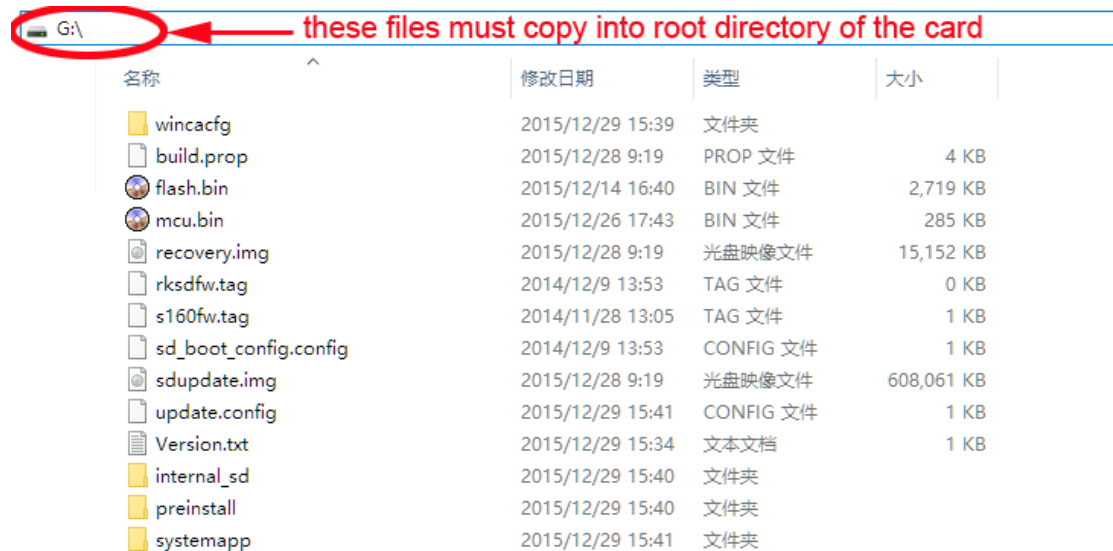 G:\ these files must copy into root directory of the card
名称 修改日期 类型 大小
wincacfg 2015/12/29 15:39 文件夹
build.prop 2015/12/28 9:19 PROP 文件 4 KB
flash.bin 2015/12/14 16:40 BIN 文件 2,719 KB
mcu.bin 2015/12/26 17:43 BIN 文件 285 KB
recovery.img 2015/12/28 9:19 光盘映像文件 15,152 KB
rksdfw.tag 2014/12/9 13:53 TAG 文件 0 KB
s160fw.tag 2014/11/28 13:05 TAG 文件 1 KB
sd_boot_config.config 2014/12/9 13:53 CONFIG 文件 1 KB
sdupdate.img 2015/12/28 9:19 光盘映像文件 608,061 KB
update.config 2015/12/29 15:41 CONFIG 文件 1 KB
Version.txt 2015/12/29 15:34 文本文档 1 KB
internal_sd 2015/12/29 15:40 文件夹
preinstall 2015/12/29 15:40 文件夹
systemapp 2015/12/29 15:41 文件夹